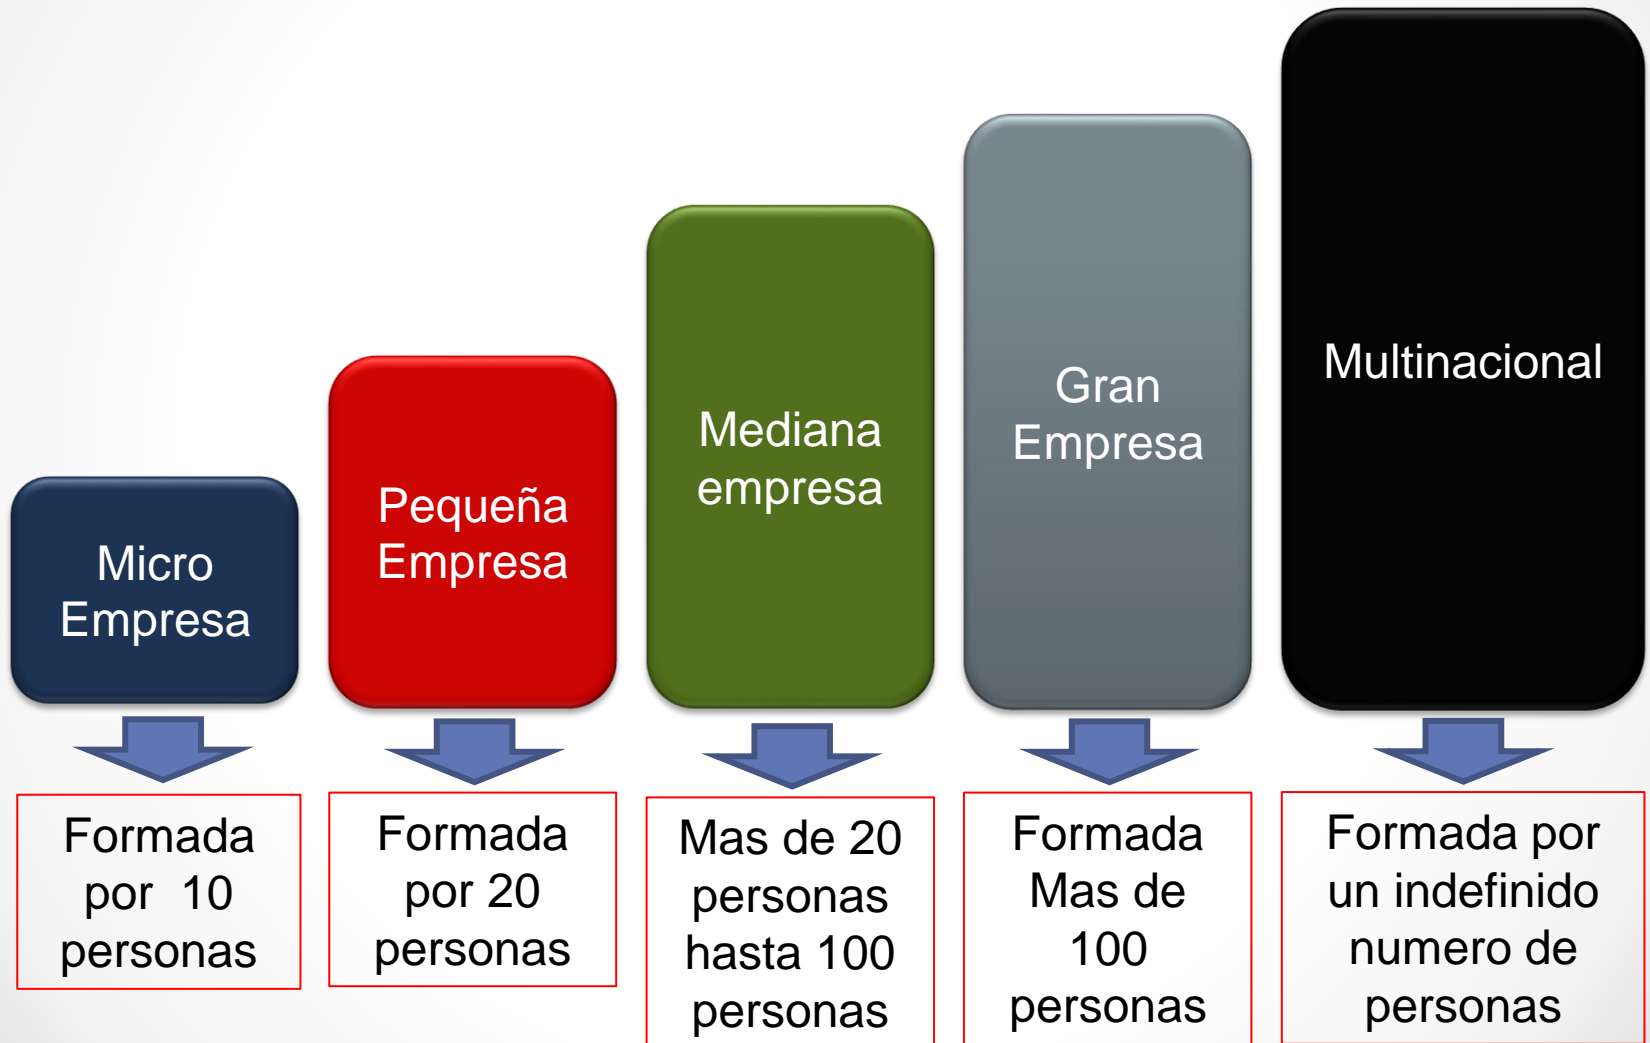 Micro
Empresa
Pequeña
Empresa
Mediana
empresa
Gran
Empresa
Multinacional
Formada
por 10
personas
Formada
por 20
personas
Mas de 20
personas
hasta 100
personas
Formada
Mas de
100
personas
Formada por
un indefinido
numero de
personas